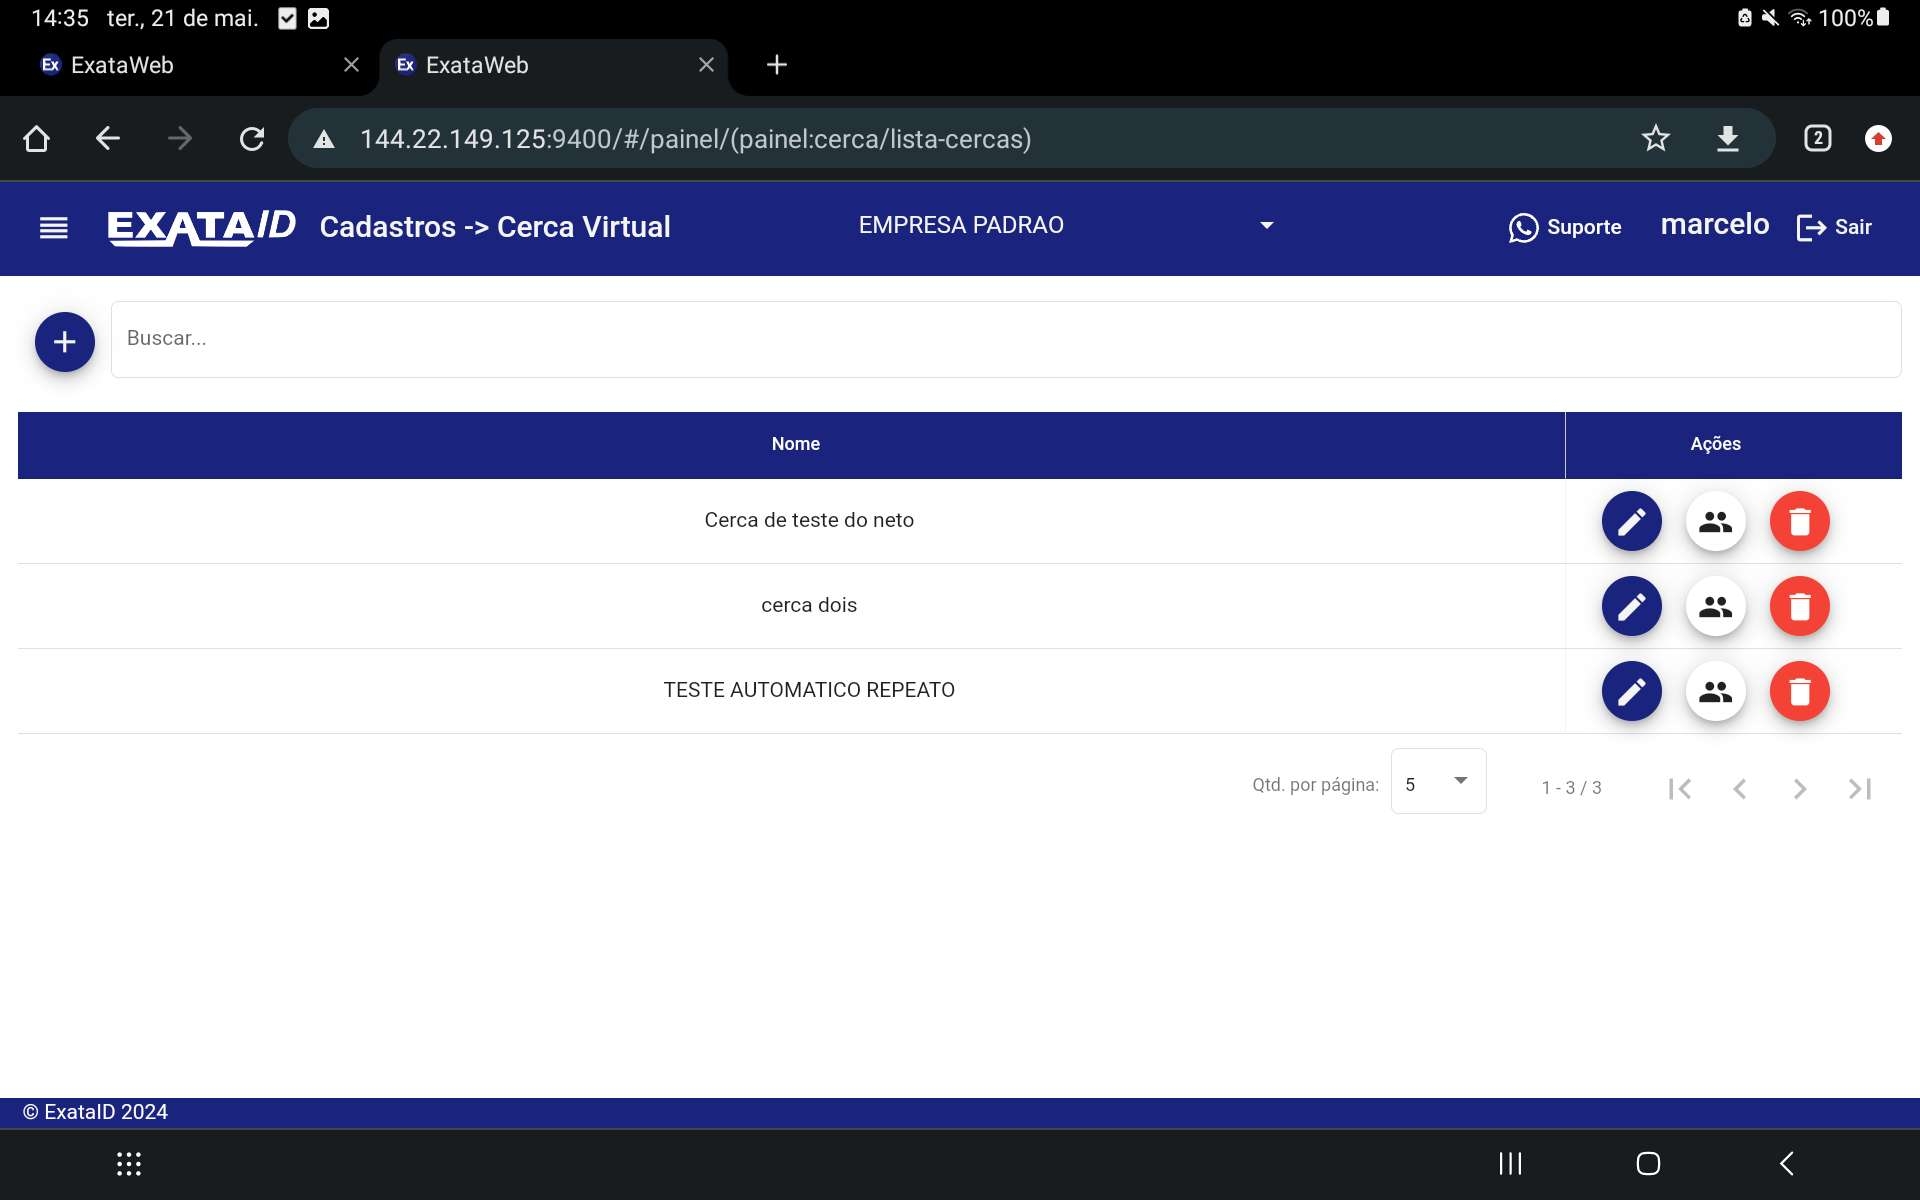 14:35 ter., 21 de mai. 100%
Ex ExataWeb Ex ExataWeb
144.22.149.125:9400/#/painel/(painel:cerca/lista-cercas) 2
EXATAID Cadastros -> Cerca Virtual EMPRESA PADRAO Suporte marcelo Sair
Buscar...
Nome Ações
Cerca de teste do neto
cerca dois
TESTE AUTOMATICO REPEATO
Qtd. por página: 5 1 - 3 / 3
© ExataID 2024